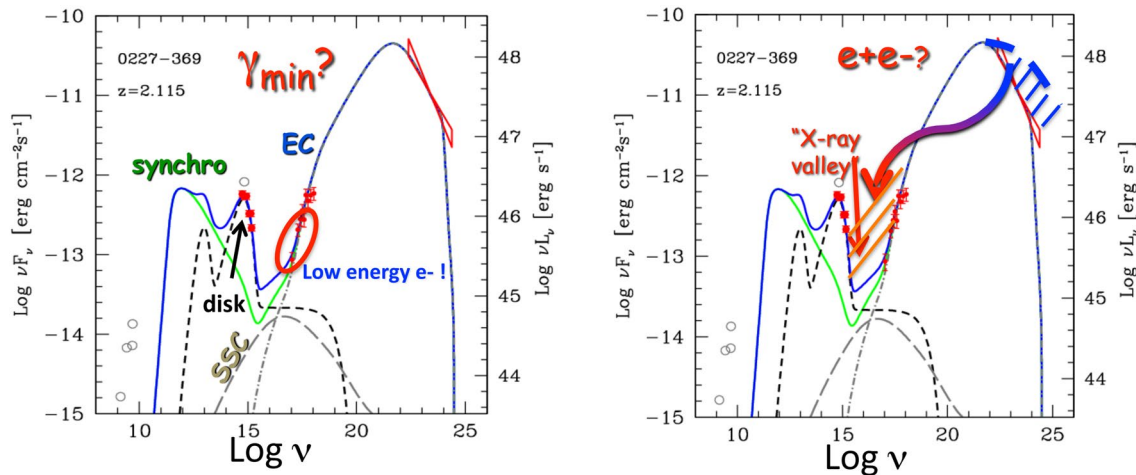 -10
-11
-12
-13
-14
-15
Log νFν [erg cm⁻²s⁻¹]
0227-369
z=2.115
γmin?
EC
synchro
Low energy e- !
disk
SSC
48
47
46
45
44
Log νLν [erg s⁻¹]
10 15 20 25
Log ν
-10
-11
-12
-13
-14
-15
Log νFν [erg cm⁻²s⁻¹]
0227-369
z=2.115
e+e-?
"X-ray
valley
48
47
46
45
44
Log νLν [erg s⁻¹]
10 15 20 25
Log ν